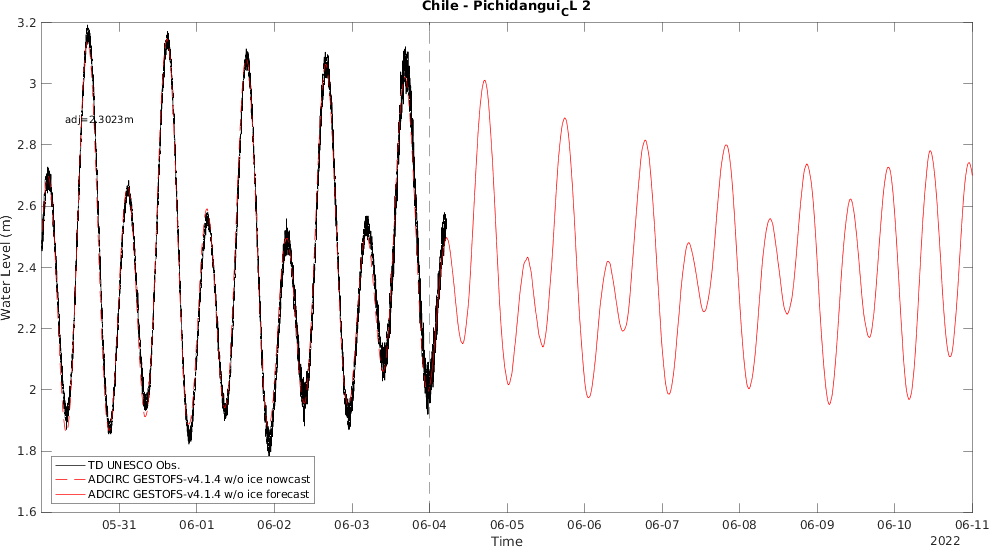 Chile - PichidanguiCL 2
3.2
3
2.8
2.6
2.4
2.2
2
1.8
1.6
Water Level (m)
adj=2.3023m
TD UNESCO Obs.
ADCIRC GESTOFS-v4.1.4 w/o ice nowcast
ADCIRC GESTOFS-v4.1.4 w/o ice forecast
05-31 06-01 06-02 06-03 06-04 06-05 06-06 06-07 06-08 06-09 06-10 06-11
Time
2022